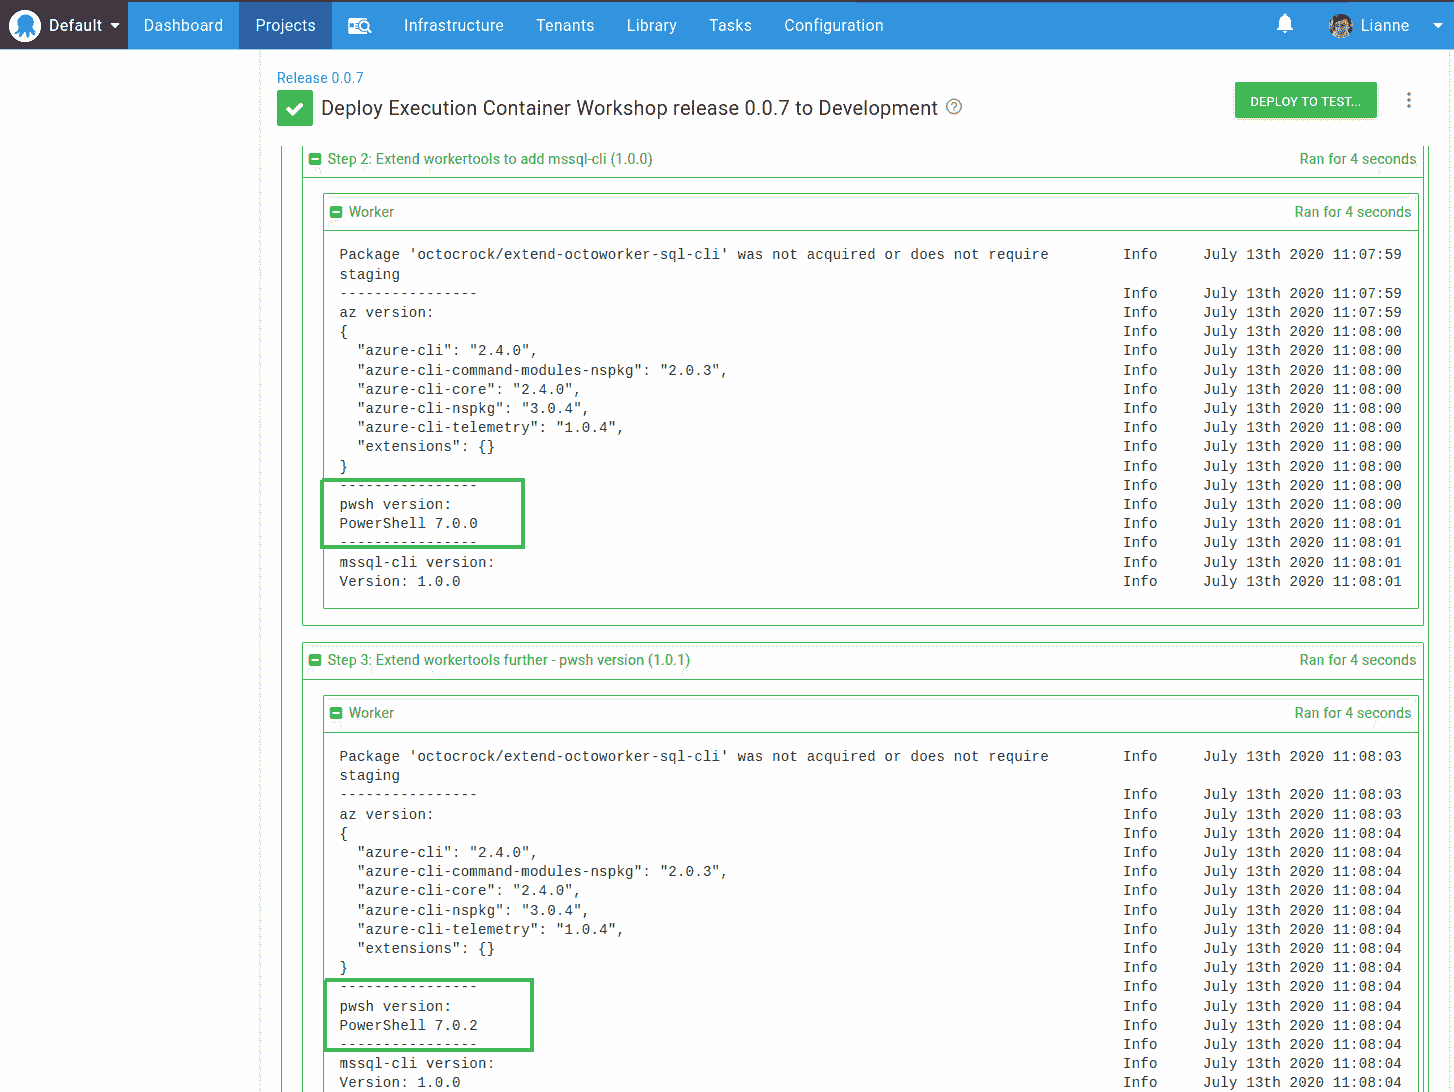 Default Dashboard Projects Infrastructure Tenants Library Tasks Configuration Lianne
Release 0.0.7
Deploy Execution Container Workshop release 0.0.7 to Development ?
DEPLOY TO TEST...
Step 2: Extend workertools to add mssql-cli (1.0.0) Ran for 4 seconds
Worker Ran for 4 seconds
Package 'octocrock/extend-octoworker-sql-cli' was not acquired or does not require Info July 13th 2020 11:07:59
staging
---------------- Info July 13th 2020 11:07:59
az version: Info July 13th 2020 11:07:59
{ Info July 13th 2020 11:08:00
"azure-cli": "2.4.0", Info July 13th 2020 11:08:00
"azure-cli-command-modules-nspkg": "2.0.3", Info July 13th 2020 11:08:00
"azure-cli-core": "2.4.0", Info July 13th 2020 11:08:00
"azure-cli-nspkg": "3.0.4", Info July 13th 2020 11:08:00
"azure-cli-telemetry": "1.0.4", Info July 13th 2020 11:08:00
"extensions": {} Info July 13th 2020 11:08:00
} Info July 13th 2020 11:08:00
---------------- Info July 13th 2020 11:08:00
pwsh version: Info July 13th 2020 11:08:00
PowerShell 7.0.0 Info July 13th 2020 11:08:01
---------------- Info July 13th 2020 11:08:01
mssql-cli version: Info July 13th 2020 11:08:01
Version: 1.0.0 Info July 13th 2020 11:08:01
Step 3: Extend workertools further - pwsh version (1.0.1) Ran for 4 seconds
Worker Ran for 4 seconds
Package 'octocrock/extend-octoworker-sql-cli' was not acquired or does not require Info July 13th 2020 11:08:03
staging
---------------- Info July 13th 2020 11:08:03
az version: Info July 13th 2020 11:08:03
{ Info July 13th 2020 11:08:04
"azure-cli": "2.4.0", Info July 13th 2020 11:08:04
"azure-cli-command-modules-nspkg": "2.0.3", Info July 13th 2020 11:08:04
"azure-cli-core": "2.4.0", Info July 13th 2020 11:08:04
"azure-cli-nspkg": "3.0.4", Info July 13th 2020 11:08:04
"azure-cli-telemetry": "1.0.4", Info July 13th 2020 11:08:04
"extensions": {} Info July 13th 2020 11:08:04
} Info July 13th 2020 11:08:04
---------------- Info July 13th 2020 11:08:04
pwsh version: Info July 13th 2020 11:08:04
PowerShell 7.0.2 Info July 13th 2020 11:08:04
---------------- Info July 13th 2020 11:08:04
mssql-cli version: Info July 13th 2020 11:08:04
Version: 1.0.0 Info July 13th 2020 11:08:04